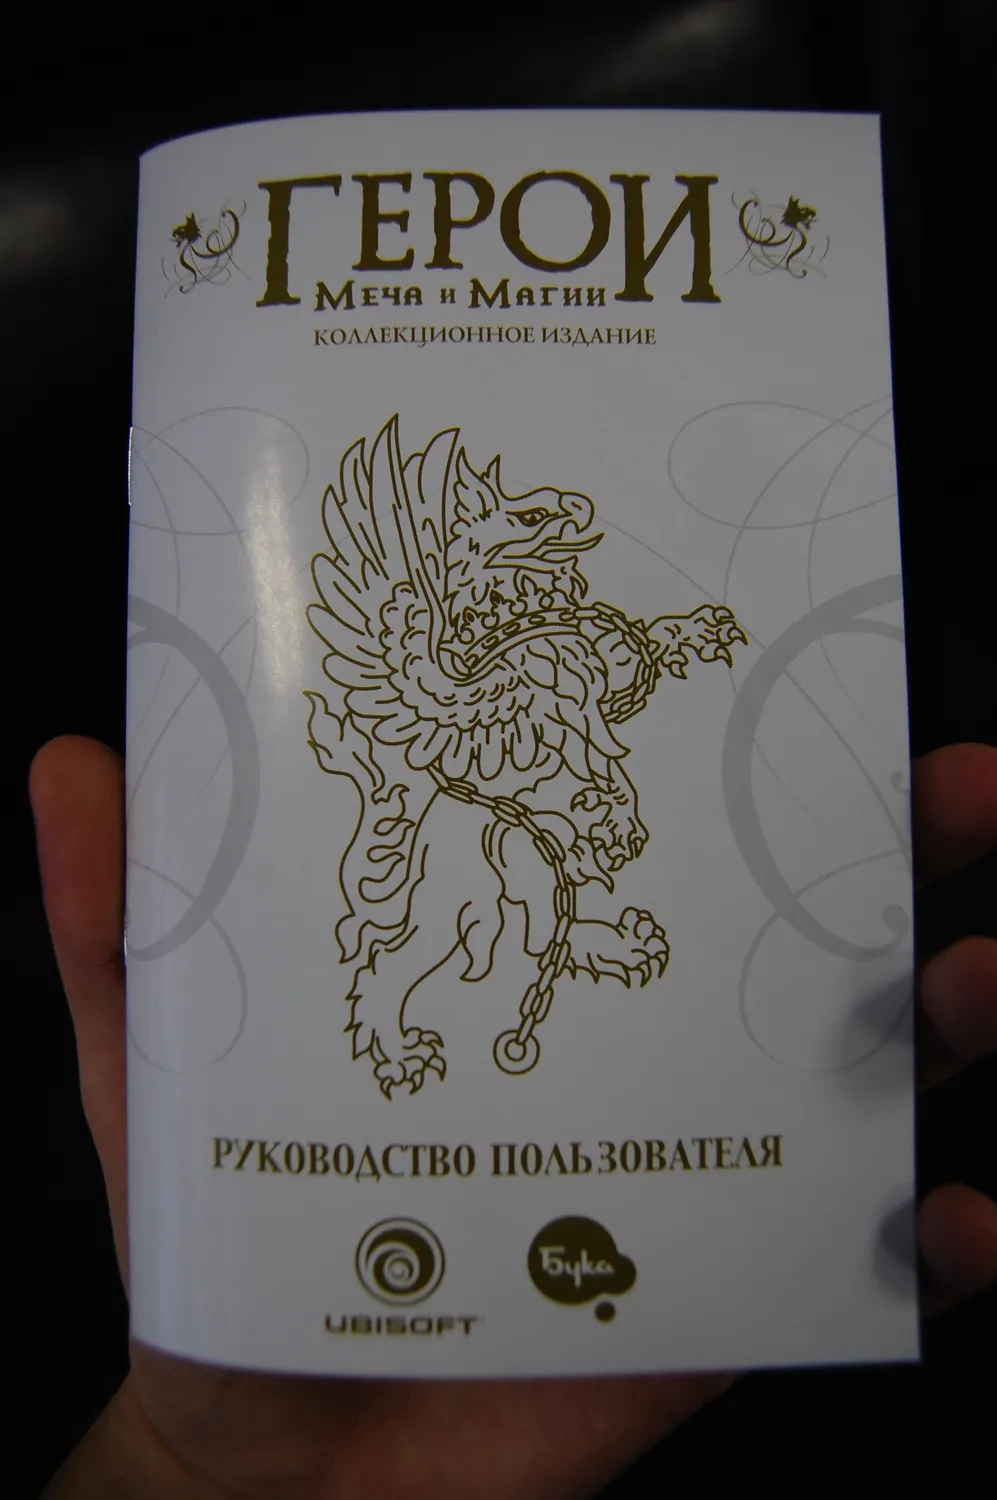 ГЕРОИ
МЕЧА И МАГИИ
КОЛЛЕКЦИОННОЕ ИЗДАНИЕ
РУКОВОДСТВО ПОЛЬЗОВАТЕЛЯ
UBISOFT
Бука